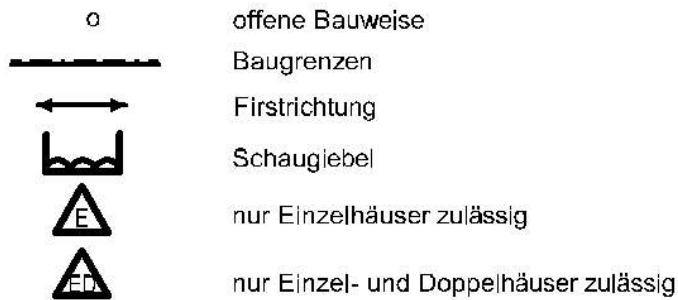 o offene Bauweise
Baugrenzen
Firstrichtung
Schaugiebel
E nur Einzelhäuser zulässig
ED nur Einzel- und Doppelhäuser zulässig